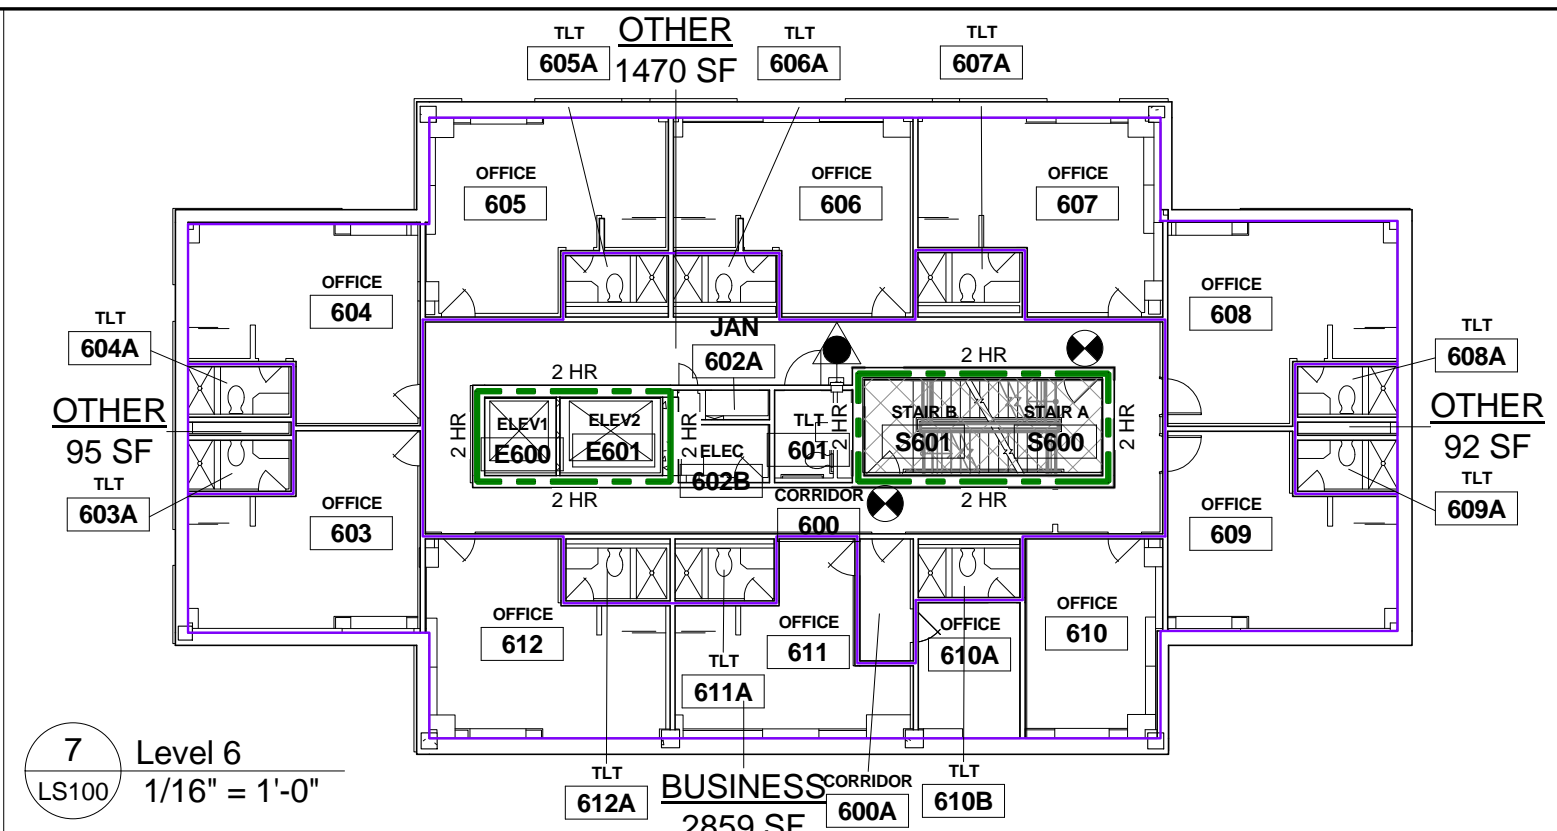 TLT
605A
OTHER
1470 SF
TLT
606A
TLT
607A
OFFICE
605
OFFICE
606
OFFICE
607
OFFICE
604
OFFICE
608
TLT
604A
TLT
608A
JAN
602A
2 HR
2 HR
OTHER
95 SF
OTHER
92 SF
2 HR
ELEV1
E600
ELEV2
E601
2 HR
ELEC
602B
TLT
601
2 HR
STAIR B
S601
STAIR A
S600
2 HR
TLT
603A
TLT
609A
2 HR
CORRIDOR
600
2 HR
OFFICE
603
OFFICE
609
OFFICE
612
OFFICE
611
OFFICE
610A
OFFICE
610
TLT
611A
7
LS100
Level 6
1/16" = 1'-0"
TLT
612A
BUSINESS
2859 SF
CORRIDOR
600A
TLT
610B